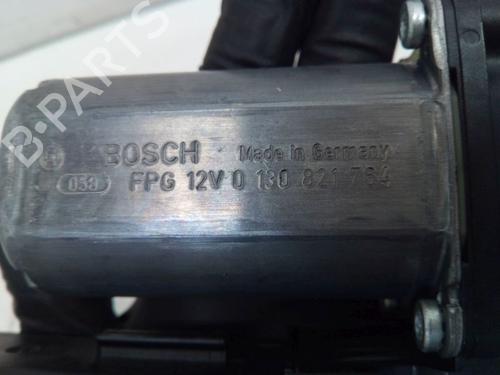 B-PARTS
BOSCH Made in Germany
053 FPG 12V 0 130 821 764